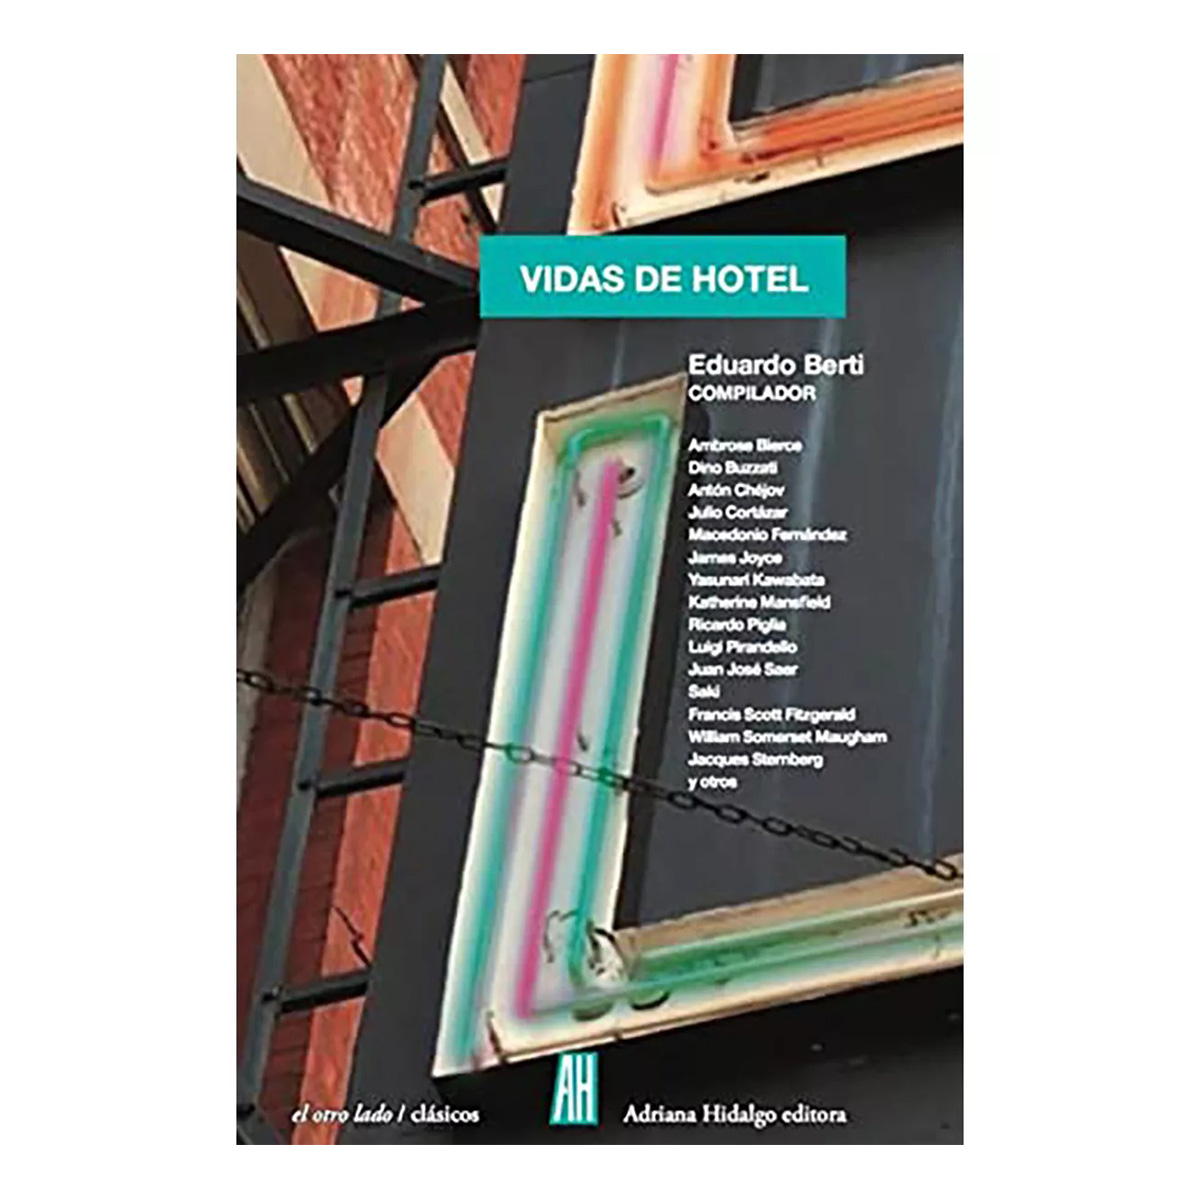 VIDAS DE HOTEL
Eduardo Berti
COMPILADOR
Ambrose Bierce
Dino Buzzati
Antón Chéjov
Julio Cortázar
Macedonio Fernández
James Joyce
Yasunari Kawabata
Katherine Mansfield
Ricardo Piglia
Luigi Pirandello
Juan José Saer
Saki
Francis Scott Fitzgerald
William Somerset Maugham
Jacques Sternberg
y otros
el otro lado / clásicos
AH
Adriana Hidalgo editora